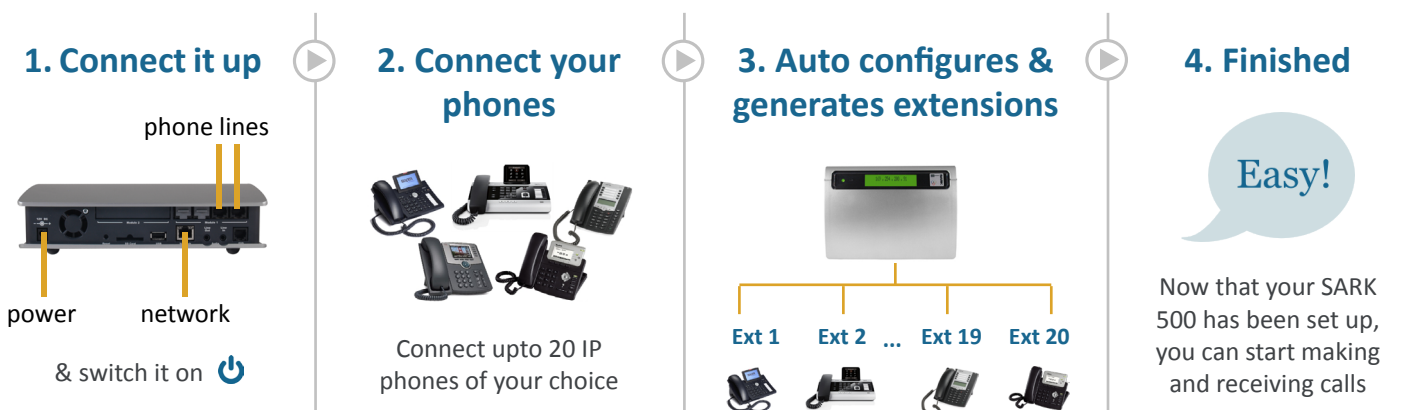 1. Connect it up
phone lines
power
network
& switch it on
2. Connect your
phones
Connect upto 20 IP
phones of your choice
3. Auto configures &
generates extensions
Ext 1
Ext 2
...
Ext 19
Ext 20
4. Finished
Easy!
Now that your SARK
500 has been set up,
you can start making
and receiving calls